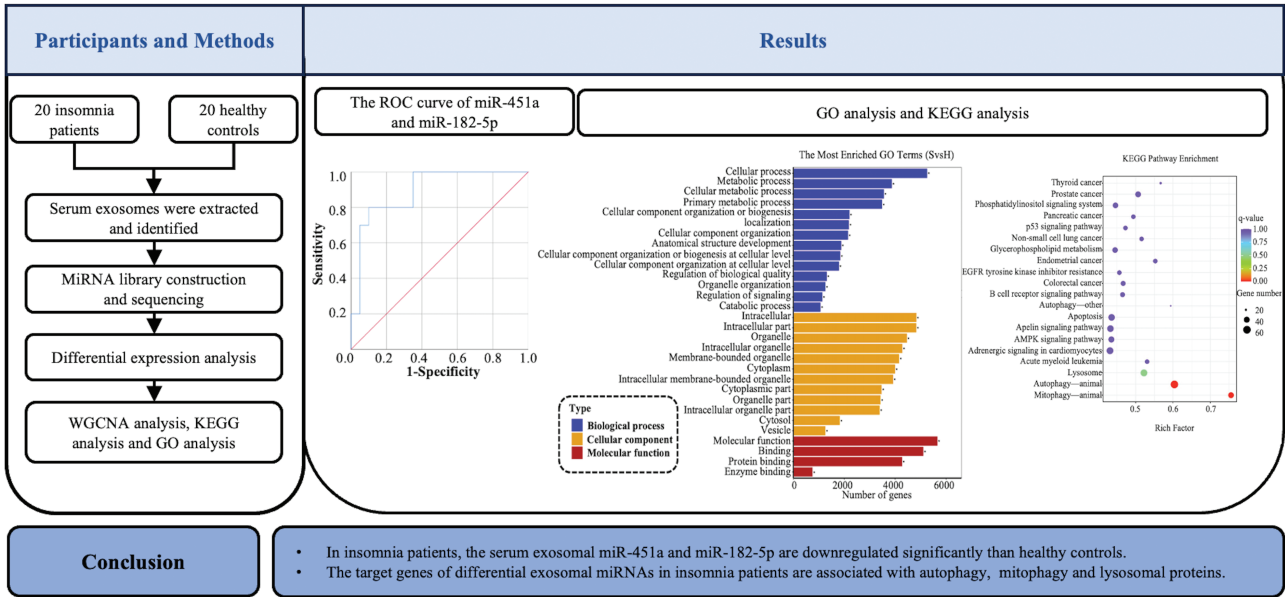 Participants and Methods
Results
20 insomnia
patients
20 healthy
controls
Serum exosomes were extracted
and identified
MiRNA library construction
and sequencing
Differential expression analysis
WGCNA analysis, KEGG
analysis and GO analysis
The ROC curve of miR-451a
and miR-182-5p
GO analysis and KEGG analysis
1.0
0.8
0.6
0.4
0.2
Sensitivity
0.0
0.2
0.4
0.6
0.8
1.0
1-Specificity
The Most Enriched GO Terms (SvsH)
Cellular process
Metabolic process
Cellular metabolic process
Primary metabolic process
Cellular component organization or biogenesis
localization
Cellular component organization
Anatomical structure development
Cellular component organization or biogenesis at cellular level
Cellular component organization at cellular level
Regulation of biological quality
Organelle organization
Regulation of signaling
Catabolic process
Intracellular
Intracellular part
Organelle
Intracellular organelle
Membrane-bounded organelle
Cytoplasm
Intracellular membrane-bounded organelle
Cytoplasmic part
Organelle part
Intracellular organelle part
Cytosol
Vesicle
Molecular function
Binding
Protein binding
Enzyme binding
0
2000
4000
6000
Number of genes
Type
Biological process
Cellular component
Molecular function
KEGG Pathway Enrichment
Thyroid cancer
Prostate cancer
Phosphatidylinositol signaling system
Pancreatic cancer
p53 signaling pathway
Non-small cell lung cancer
Glycerophospholipid metabolism
Endometrial cancer
EGFR tyrosine kinase inhibitor resistance
Colorectal cancer
B cell receptor signaling pathway
Autophagy—other
Apoptosis
Apelin signaling pathway
AMPK signaling pathway
Adrenergic signaling in cardiomyocytes
Acute myeloid leukemia
Lysosome
Autophagy—animal
Mitophagy—animal
0.5
0.6
0.7
Rich Factor
q-value
1.00
0.75
0.50
0.25
0.00
Gene number
20
40
60
Conclusion
• In insomnia patients, the serum exosomal miR-451a and miR-182-5p are downregulated significantly than healthy controls.
• The target genes of differential exosomal miRNAs in insomnia patients are associated with autophagy, mitophagy and lysosomal proteins.